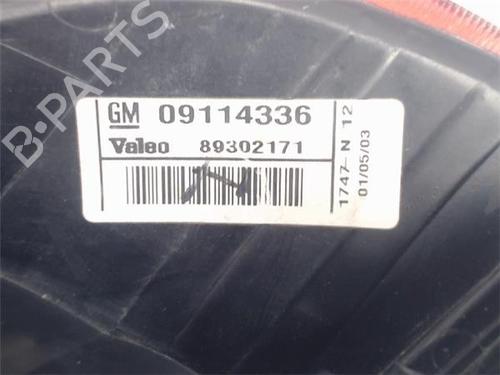 GM 09114336
Valeo 89302171
1747 N 12
01/05/03
B-PARTS